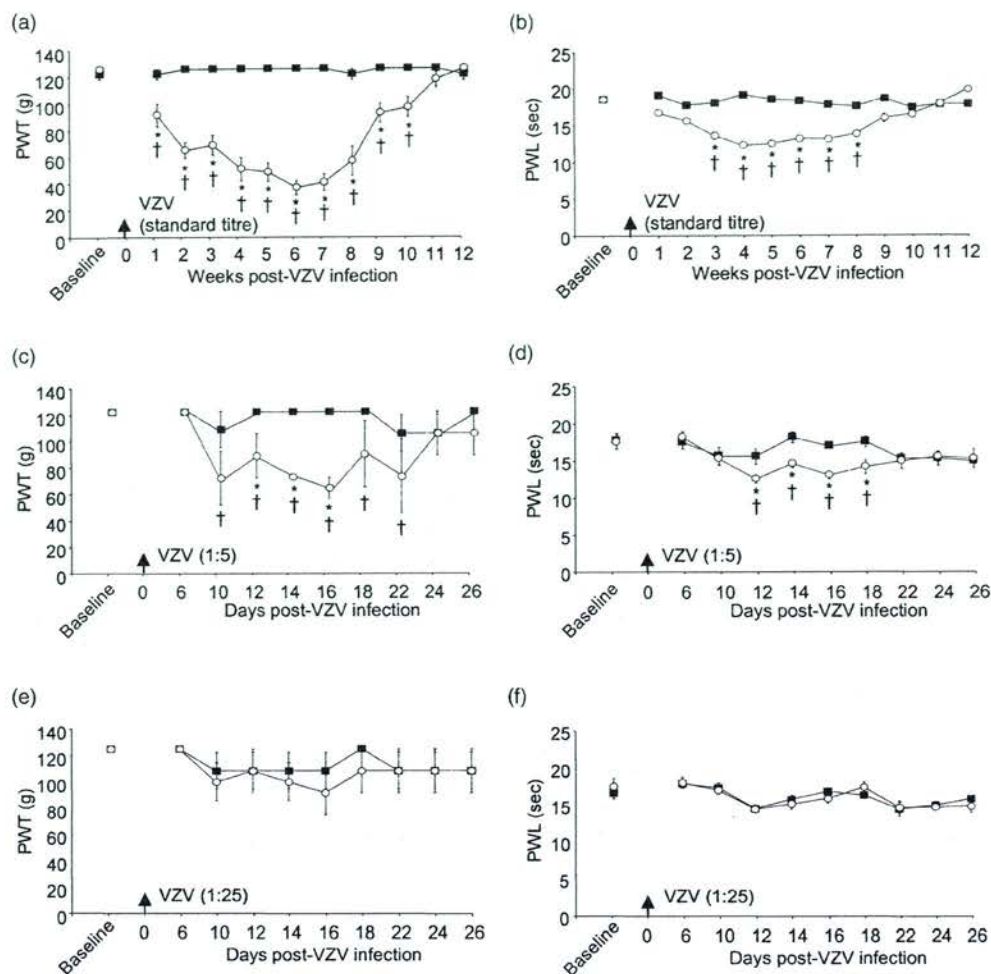 (a)
PWT (g)
140
120
100
80
60
40
20
0
* † * † * † * † * † * † * † * † * † * †
VZV
(standard titre)
Baseline 0 1 2 3 4 5 6 7 8 9 10 11 12
Weeks post-VZV infection
(b)
PWL (sec)
25
20
15
10
5
0
* † * † * † * † * † * †
VZV
(standard titre)
Baseline 0 1 2 3 4 5 6 7 8 9 10 11 12
Weeks post-VZV infection
(c)
PWT (g)
140
120
100
80
60
40
20
0
† * † * † * † † †
VZV (1:5)
Baseline 0 6 10 12 14 16 18 22 24 26
Days post-VZV infection
(d)
PWL (sec)
25
20
15
10
5
0
* † * † * † * †
VZV (1:5)
Baseline 0 6 10 12 14 16 18 22 24 26
Days post-VZV infection
(e)
PWT (g)
140
120
100
80
60
40
20
0
VZV (1:25)
Baseline 0 6 10 12 14 16 18 22 24 26
Days post-VZV infection
(f)
PWL (sec)
25
20
15
10
5
0
VZV (1:25)
Baseline 0 6 10 12 14 16 18 22 24 26
Days post-VZV infection